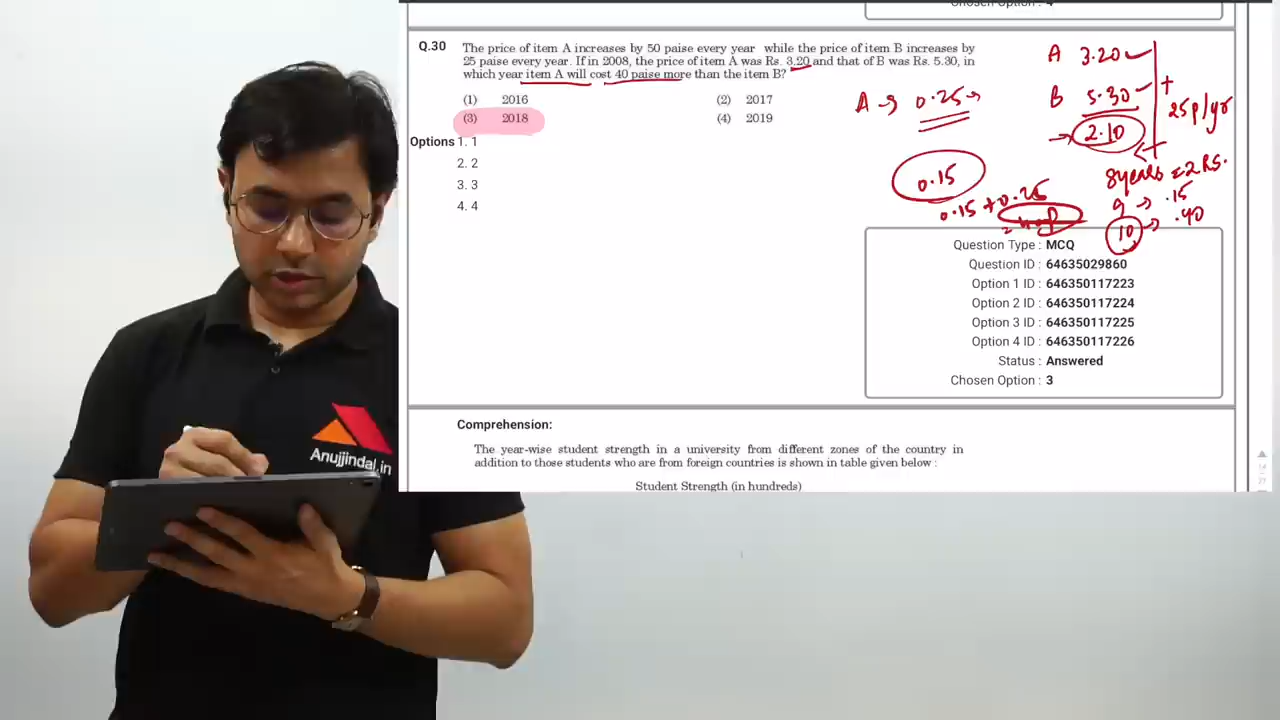 Chosen Option : 4
Q.30 The price of item A increases by 50 paise every year while the price of item B increases by
25 paise every year. If in 2008, the price of item A was Rs. 3.20 and that of B was Rs. 5.30, in
which year item A will cost 40 paise more than the item B?
(1) 2016 (2) 2017
(3) 2018 (4) 2019
Options 1. 1
2. 2
3. 3
4. 4
A 3.20
B 5.30
2.10
+
25p/yr
A → 0.25
0.15
0.15 + 0.25
8years = 2 Rs.
9 → .15
10 → .40
Question Type : MCQ
Question ID : 64635029860
Option 1 ID : 646350117223
Option 2 ID : 646350117224
Option 3 ID : 646350117225
Option 4 ID : 646350117226
Status : Answered
Chosen Option : 3
Comprehension:
The year-wise student strength in a university from different zones of the country in
addition to those students who are from foreign countries is shown in table given below :
Student Strength (in hundreds)
Anujjindal.in